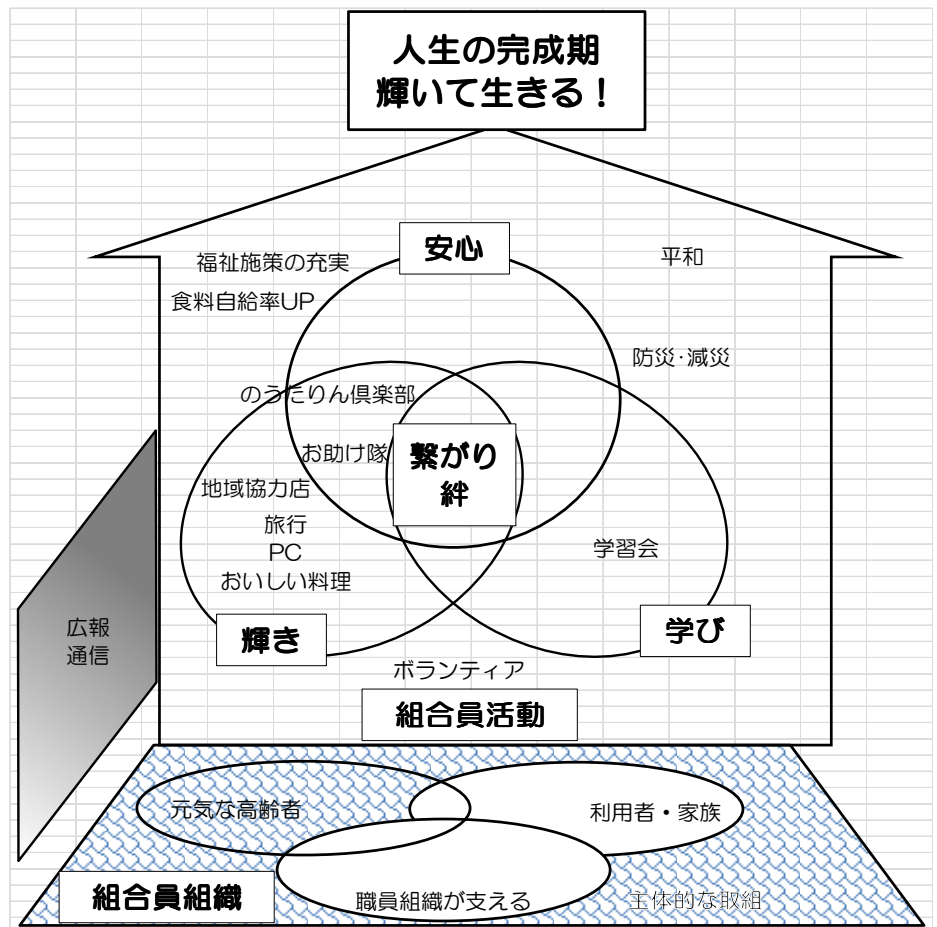 人生の完成期
輝いて生きる！
安心
福祉施策の充実
平和
食料自給率UP
防災・減災
のうたりん倶楽部
お助け隊
繋がり
絆
地域協力店
旅行
PC
おいしい料理
学習会
広報
通信
輝き
学び
ボランティア
組合員活動
元気な高齢者
利用者・家族
組合員組織
職員組織が支える
主体的な取組